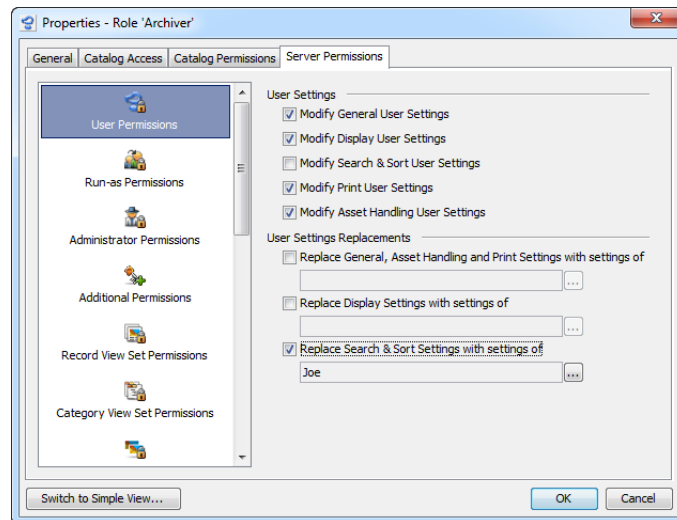 Properties - Role 'Archiver'
General Catalog Access Catalog Permissions Server Permissions
User Permissions
Run-as Permissions
Administrator Permissions
Additional Permissions
Record View Set Permissions
Category View Set Permissions
User Settings
Modify General User Settings
Modify Display User Settings
Modify Search & Sort User Settings
Modify Print User Settings
Modify Asset Handling User Settings
User Settings Replacements
Replace General, Asset Handling and Print Settings with settings of
...
Replace Display Settings with settings of
...
Replace Search & Sort Settings with settings of
Joe ...
Switch to Simple View... OK Cancel